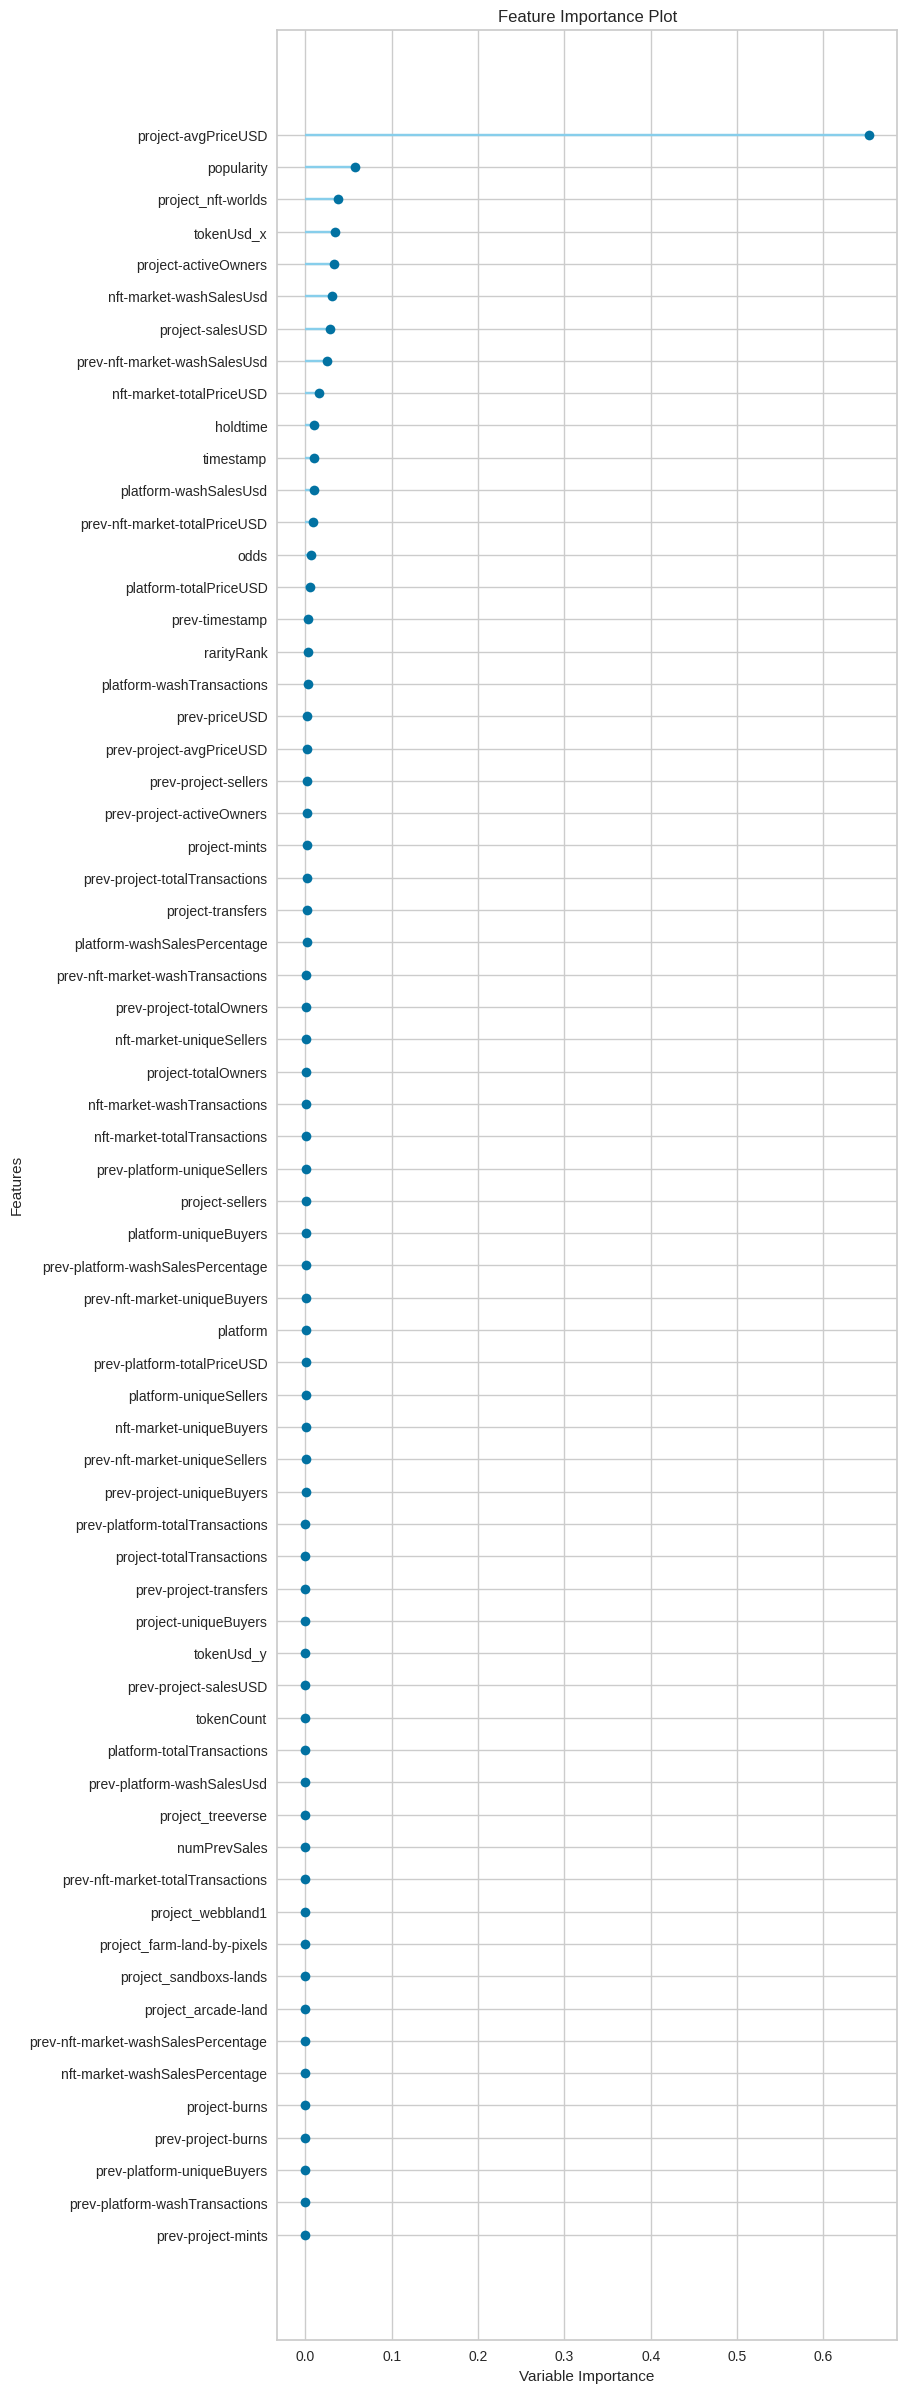 Feature Importance Plot
project-avgPriceUSD
popularity
project_nft-worlds
tokenUsd_x
project-activeOwners
nft-market-washSalesUsd
project-salesUSD
prev-nft-market-washSalesUsd
nft-market-totalPriceUSD
holdtime
timestamp
platform-washSalesUsd
prev-nft-market-totalPriceUSD
odds
platform-totalPriceUSD
prev-timestamp
rarityRank
platform-washTransactions
prev-priceUSD
prev-project-avgPriceUSD
prev-project-sellers
prev-project-activeOwners
project-mints
prev-project-totalTransactions
project-transfers
platform-washSalesPercentage
prev-nft-market-washTransactions
prev-project-totalOwners
nft-market-uniqueSellers
project-totalOwners
nft-market-washTransactions
nft-market-totalTransactions
prev-platform-uniqueSellers
project-sellers
platform-uniqueBuyers
prev-platform-washSalesPercentage
prev-nft-market-uniqueBuyers
platform
prev-platform-totalPriceUSD
platform-uniqueSellers
nft-market-uniqueBuyers
prev-nft-market-uniqueSellers
prev-project-uniqueBuyers
prev-platform-totalTransactions
project-totalTransactions
prev-project-transfers
project-uniqueBuyers
tokenUsd_y
prev-project-salesUSD
tokenCount
platform-totalTransactions
prev-platform-washSalesUsd
project_treeverse
numPrevSales
prev-nft-market-totalTransactions
project_webbland1
project_farm-land-by-pixels
project_sandboxs-lands
project_arcade-land
prev-nft-market-washSalesPercentage
nft-market-washSalesPercentage
project-burns
prev-project-burns
prev-platform-uniqueBuyers
prev-platform-washTransactions
prev-project-mints
Features
0.0 0.1 0.2 0.3 0.4 0.5 0.6
Variable Importance